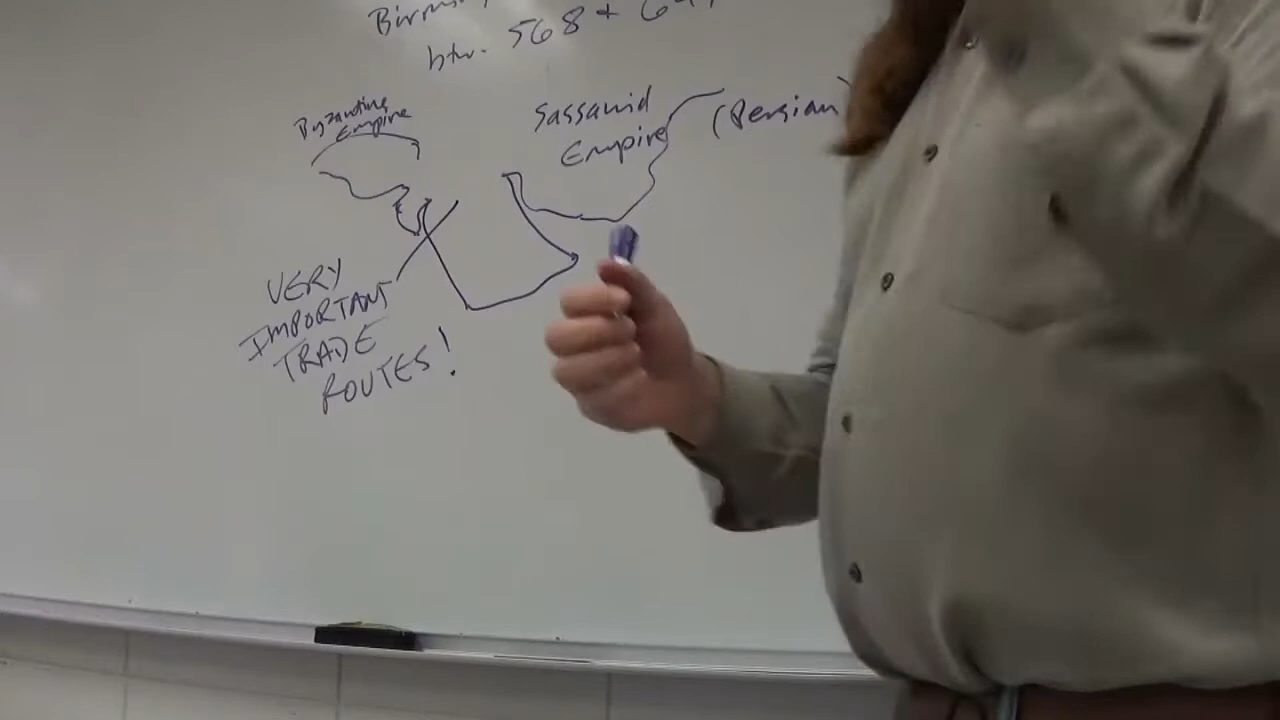 btw. 568 +
Byzantine
Empire
Sassanid
Empire
(Persian)
VERY
IMPORTANT
TRADE
ROUTES!